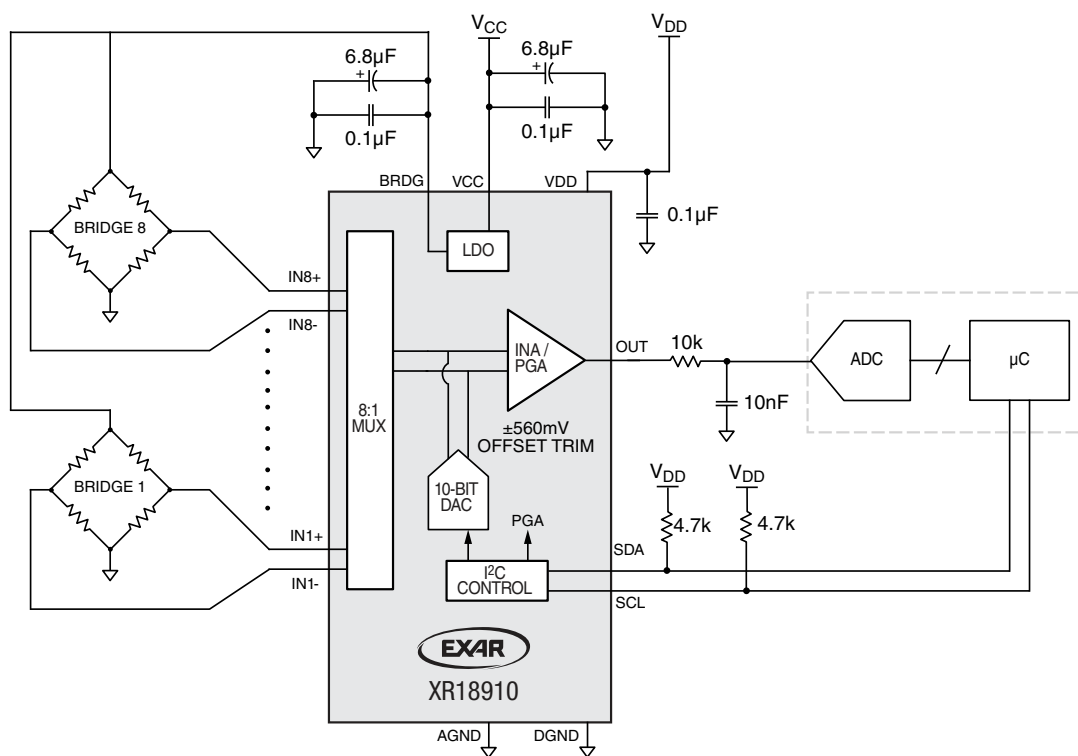 VCC
VDD
6.8µF
+
0.1µF
6.8µF
+
0.1µF
BRDG
VCC
VDD
0.1µF
BRIDGE 8
LDO
IN8+
IN8-
INA /
PGA
OUT
10k
ADC
µC
10nF
8:1
MUX
±560mV
OFFSET TRIM
BRIDGE 1
10-BIT
DAC
VDD
VDD
4.7k
4.7k
PGA
IN1+
IN1-
I²C
CONTROL
SDA
SCL
EXAR
XR18910
AGND
DGND